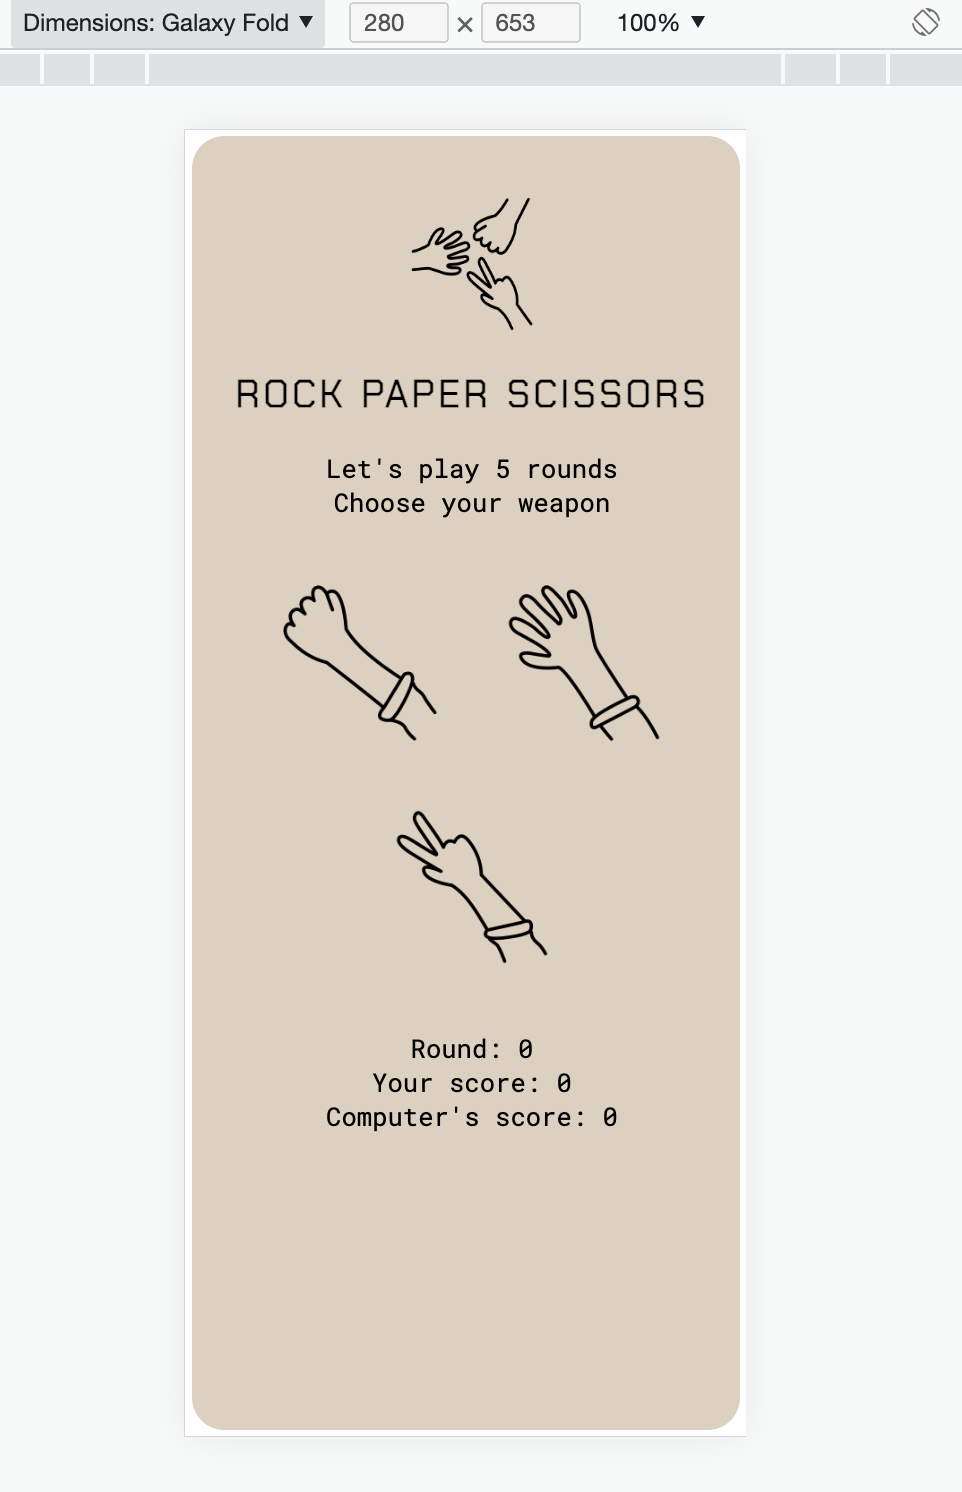 Dimensions: Galaxy Fold ▼ 280 × 653 100% ▼
ROCK PAPER SCISSORS
Let's play 5 rounds
Choose your weapon
Round: 0
Your score: 0
Computer's score: 0